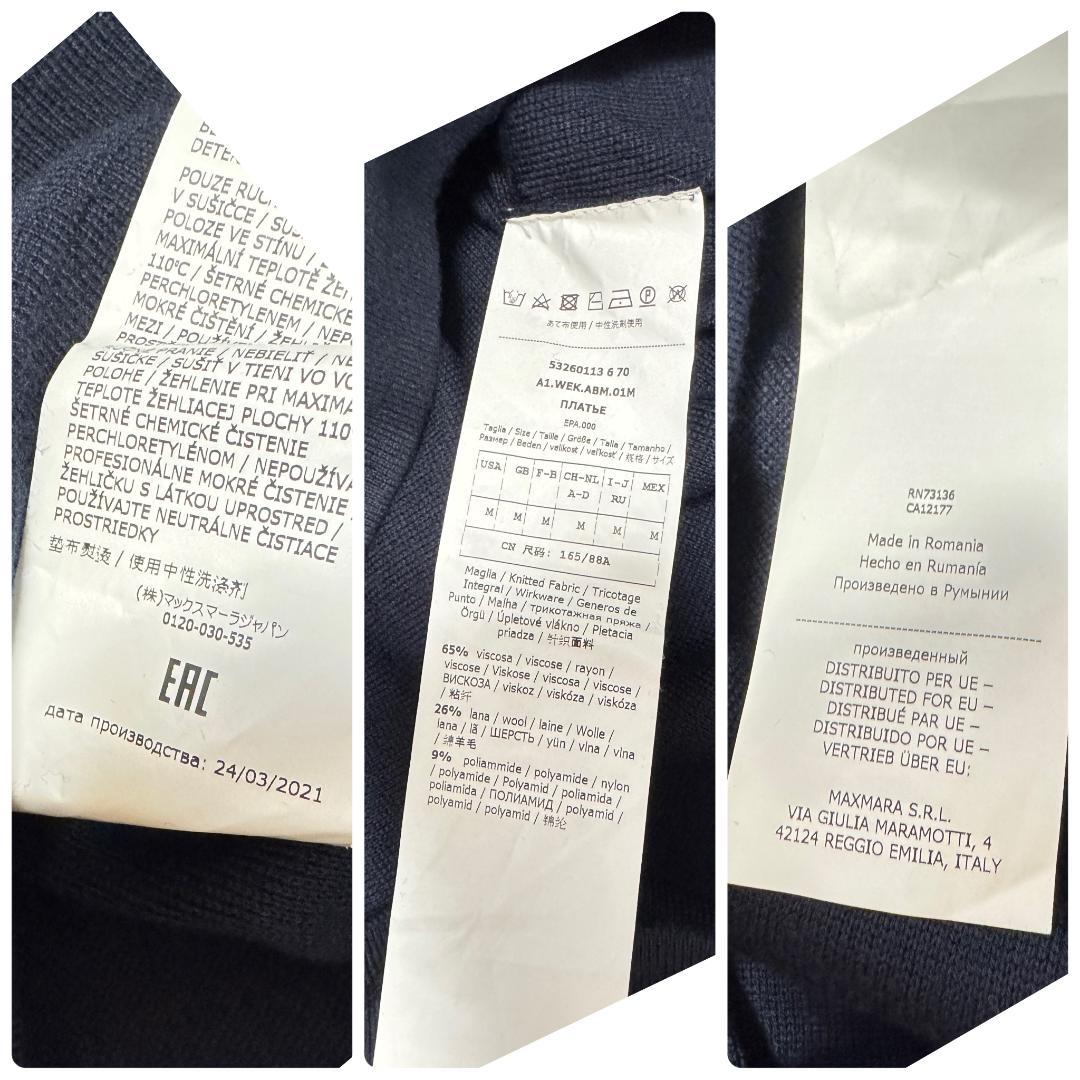 DETER
POUZE RUČ
V SUŠIČCE / SUŠ
POLOZE VE STÍNU /
MAXIMÁLNÍ TEPLOTĚ ŽEH
110°C / ŠETRNÉ CHEMICKÉ
PERCHLORETYLENEM / NEP
MOKRÉ ČIŠTĚNÍ / ŽEHL
MEZI / POUŽ
PROST
PRANIE / NEBIELIŤ / NE
SUŠIČKE / SUŠIŤ V TIENI VO VO
POLOHE / ŽEHLENIE PRI MAXIMÁ
TEPLOTE ŽEHLIACEJ PLOCHY 110
ŠETRNÉ CHEMICKÉ ČISTENIE
PERCHLORETYLÉNOM / NEPOUŽÍVA
PROFESIONÁLNE MOKRÉ ČISTENIE
ŽEHLIČKU S LÁTKOU UPROSTRED /
POUŽÍVAJTE NEUTRÁLNE ČISTIACE
PROSTRIEDKY
垫布熨烫 / 使用中性洗涤剂
(株)マックスマーラジャパン
0120-030-535
EAC
дата производства: 24/03/2021
あて布使用 / 中性洗剤使用
53260113 6 70
A1.WEK.ABM.01M
ПЛАТЬЕ
EPA.000
Taglia / Size / Taille / Größe / Talla / Tamanho /
Размер / Beden / velikost / veľkosť / 规格 / サイズ
USA GB F-B CH-NL I-J MEX
A-D RU
M M M M M M
CN 尺码: 165/88A
Maglia / Knitted Fabric / Tricotage
Integral / Wirkware / Generos de
Punto / Malha / трикотажная пряжа /
Örgü / Úpletové vlákno / Pletacia
priadza / 针织面料
65% viscosa / viscose / rayon /
viscose / Viskose / viscosa / viscose /
ВИСКОЗА / viskoz / viskóza / viskóza
/ 粘纤
26% lana / wool / laine / Wolle /
lana / lã / ШЕРСТЬ / yün / vlna / vlna
/ 绵羊毛
9% poliammide / polyamide / nylon
/ polyamide / Polyamid / poliamida /
poliamida / ПОЛИАМИД / polyamid /
polyamid / polyamid / 锦纶
RN73136
CA12177
Made in Romania
Hecho en Rumanía
Произведено в Румынии
произведенный
DISTRIBUITO PER UE –
DISTRIBUTED FOR EU –
DISTRIBUÉ PAR UE –
DISTRIBUIDO POR UE –
VERTRIEB ÜBER EU:
MAXMARA S.R.L.
VIA GIULIA MARAMOTTI, 4
42124 REGGIO EMILIA, ITALY